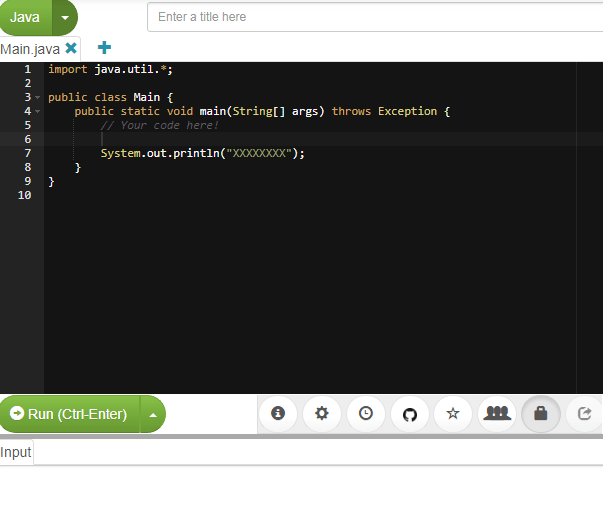 Java
Enter a title here
Main.java
1 import java.util.*;
2
3 public class Main {
4     public static void main(String[] args) throws Exception {
5         // Your code here!
6
7         System.out.println("XXXXXXXX");
8     }
9 }
10
Run (Ctrl-Enter)
Input